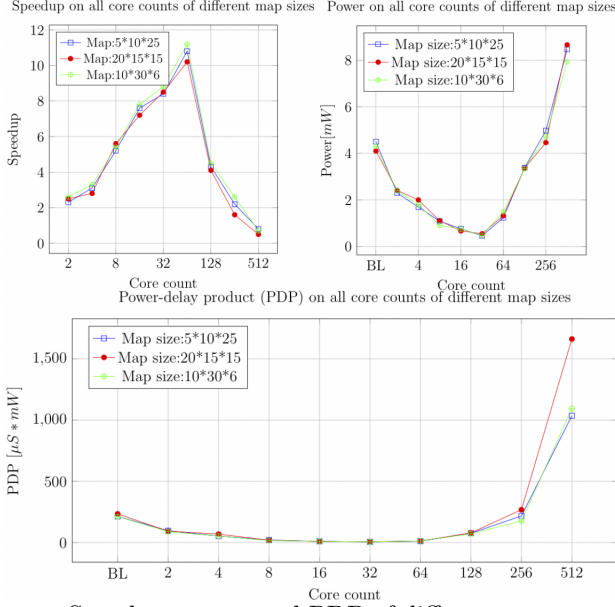 Speedup on all core counts of different map sizes
12
10
8
6
4
2
0
Speedup
Map:5*10*25
Map:20*15*15
Map:10*30*6
2 8 32 128 512
Core count
Power on all core counts of different map sizes
8
6
4
2
0
Power[mW]
Map size:5*10*25
Map size:20*15*15
Map size:10*30*6
BL 4 16 64 256
Core count
Power-delay product (PDP) on all core counts of different map sizes
1,500
1,000
500
0
PDP [µS * mW]
Map size:5*10*25
Map size:20*15*15
Map size:10*30*6
BL 2 4 8 16 32 64 128 256 512
Core count